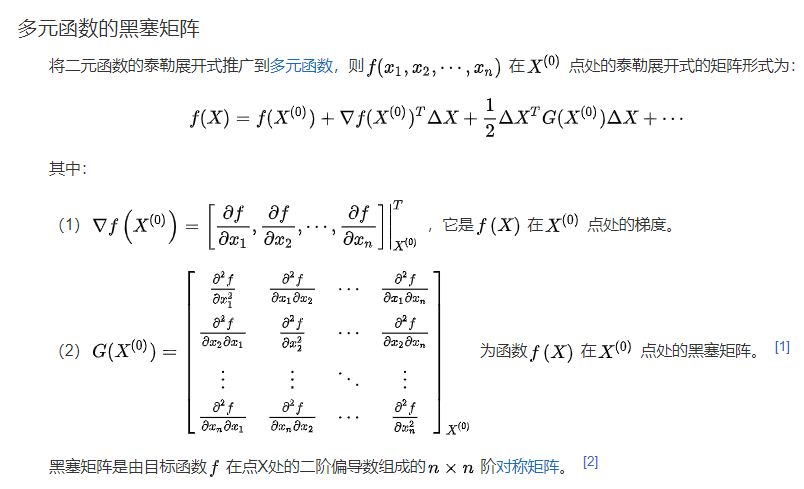 多元函数的黑塞矩阵
将二元函数的泰勒展开式推广到多元函数，则 $f(x_1, x_2, \cdots, x_n)$ 在 $X^{(0)}$ 点处的泰勒展开式的矩阵形式为：
$f(X) = f(X^{(0)}) + \nabla f(X^{(0)})^T \Delta X + \frac{1}{2} \Delta X^T G(X^{(0)}) \Delta X + \cdots$
其中：
（1） $\nabla f\left(X^{(0)}\right) = \left[\frac{\partial f}{\partial x_1}, \frac{\partial f}{\partial x_2}, \cdots, \frac{\partial f}{\partial x_n}\right]\Big|_{X^{(0)}}^T$ ，它是 $f(X)$ 在 $X^{(0)}$ 点处的梯度。
（2） $G(X^{(0)}) = \begin{bmatrix} \frac{\partial^2 f}{\partial x_1^2} & \frac{\partial^2 f}{\partial x_1 \partial x_2} & \cdots & \frac{\partial^2 f}{\partial x_1 \partial x_n} \\ \frac{\partial^2 f}{\partial x_2 \partial x_1} & \frac{\partial^2 f}{\partial x_2^2} & \cdots & \frac{\partial^2 f}{\partial x_2 \partial x_n} \\ \vdots & \vdots & \ddots & \vdots \\ \frac{\partial^2 f}{\partial x_n \partial x_1} & \frac{\partial^2 f}{\partial x_n \partial x_2} & \cdots & \frac{\partial^2 f}{\partial x_n^2} \end{bmatrix}_{X^{(0)}}$ 为函数 $f(X)$ 在 $X^{(0)}$ 点处的黑塞矩阵。 [1]
黑塞矩阵是由目标函数 $f$ 在点X处的二阶偏导数组成的 $n \times n$ 阶对称矩阵。 [2]